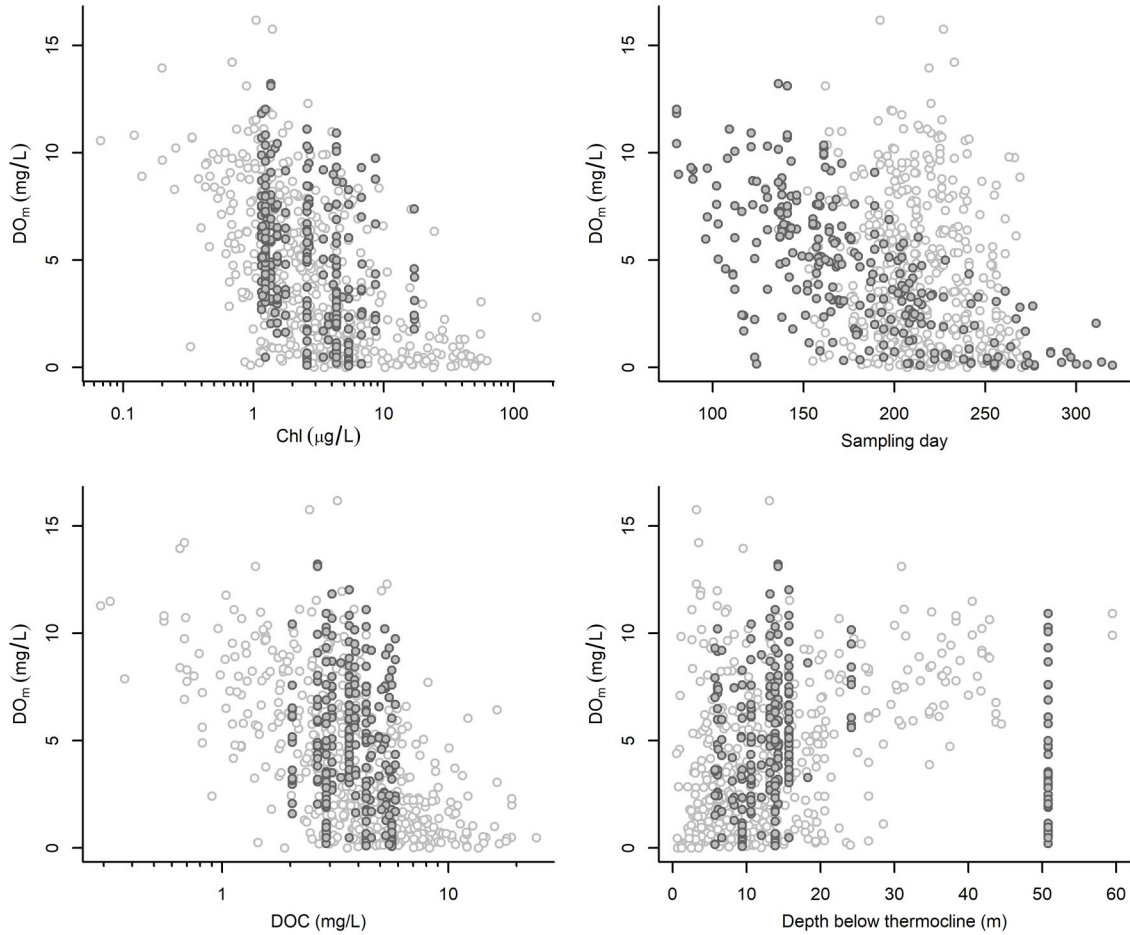 15
10
5
0
DOₘ (mg/L)
0.1 1 10 100
Chl (μg/L)
15
10
5
0
DOₘ (mg/L)
100 150 200 250 300
Sampling day
15
10
5
0
DOₘ (mg/L)
1 10
DOC (mg/L)
15
10
5
0
DOₘ (mg/L)
0 10 20 30 40 50 60
Depth below thermocline (m)